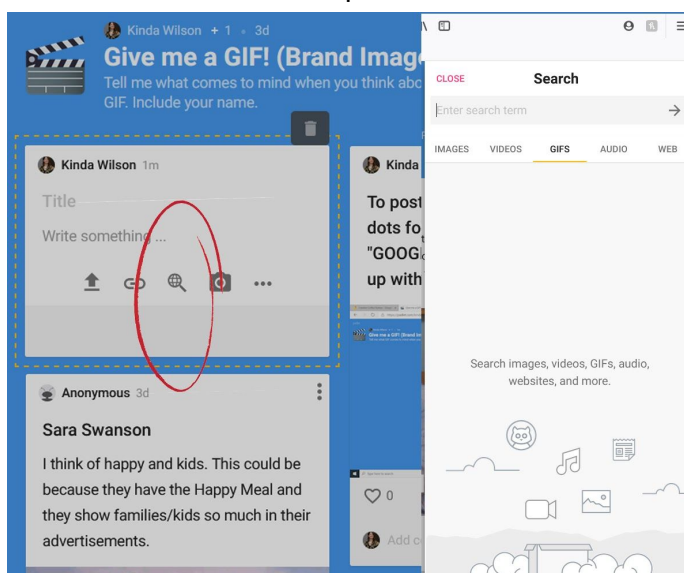 Kinda Wilson + 1 • 3d
Give me a GIF! (Brand Imag
Tell me what comes to mind when you think abo
GIF. Include your name.
Kinda Wilson 1m
Title
Write something ...
Anonymous 3d
Sara Swanson
I think of happy and kids. This could be
because they have the Happy Meal and
they show families/kids so much in their
advertisements.
Kinda
To post
dots fo
"GOOG
up with
0
Add co
CLOSE
Search
Enter search term
IMAGES VIDEOS GIFS AUDIO WEB
Search images, videos, GIFs, audio,
websites, and more.